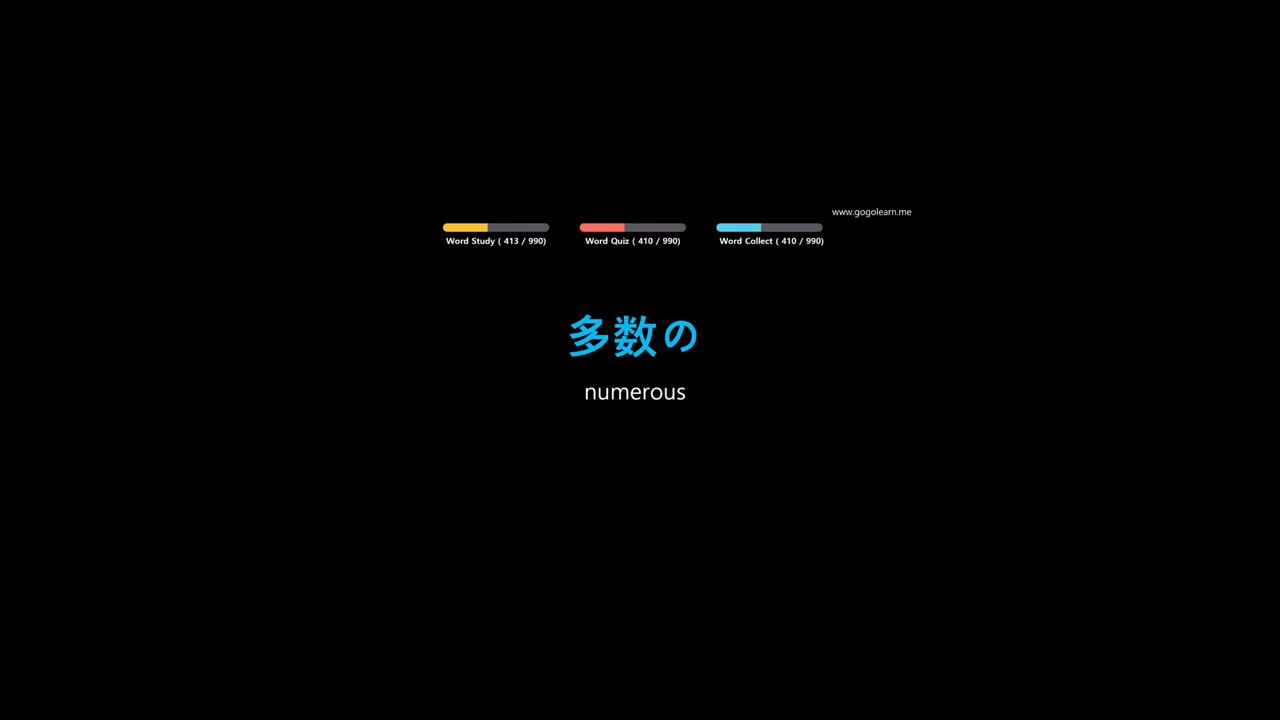 www.gogolearn.me
Word Study ( 413 / 990)
Word Quiz ( 410 / 990)
Word Collect ( 410 / 990)
多数の
numerous